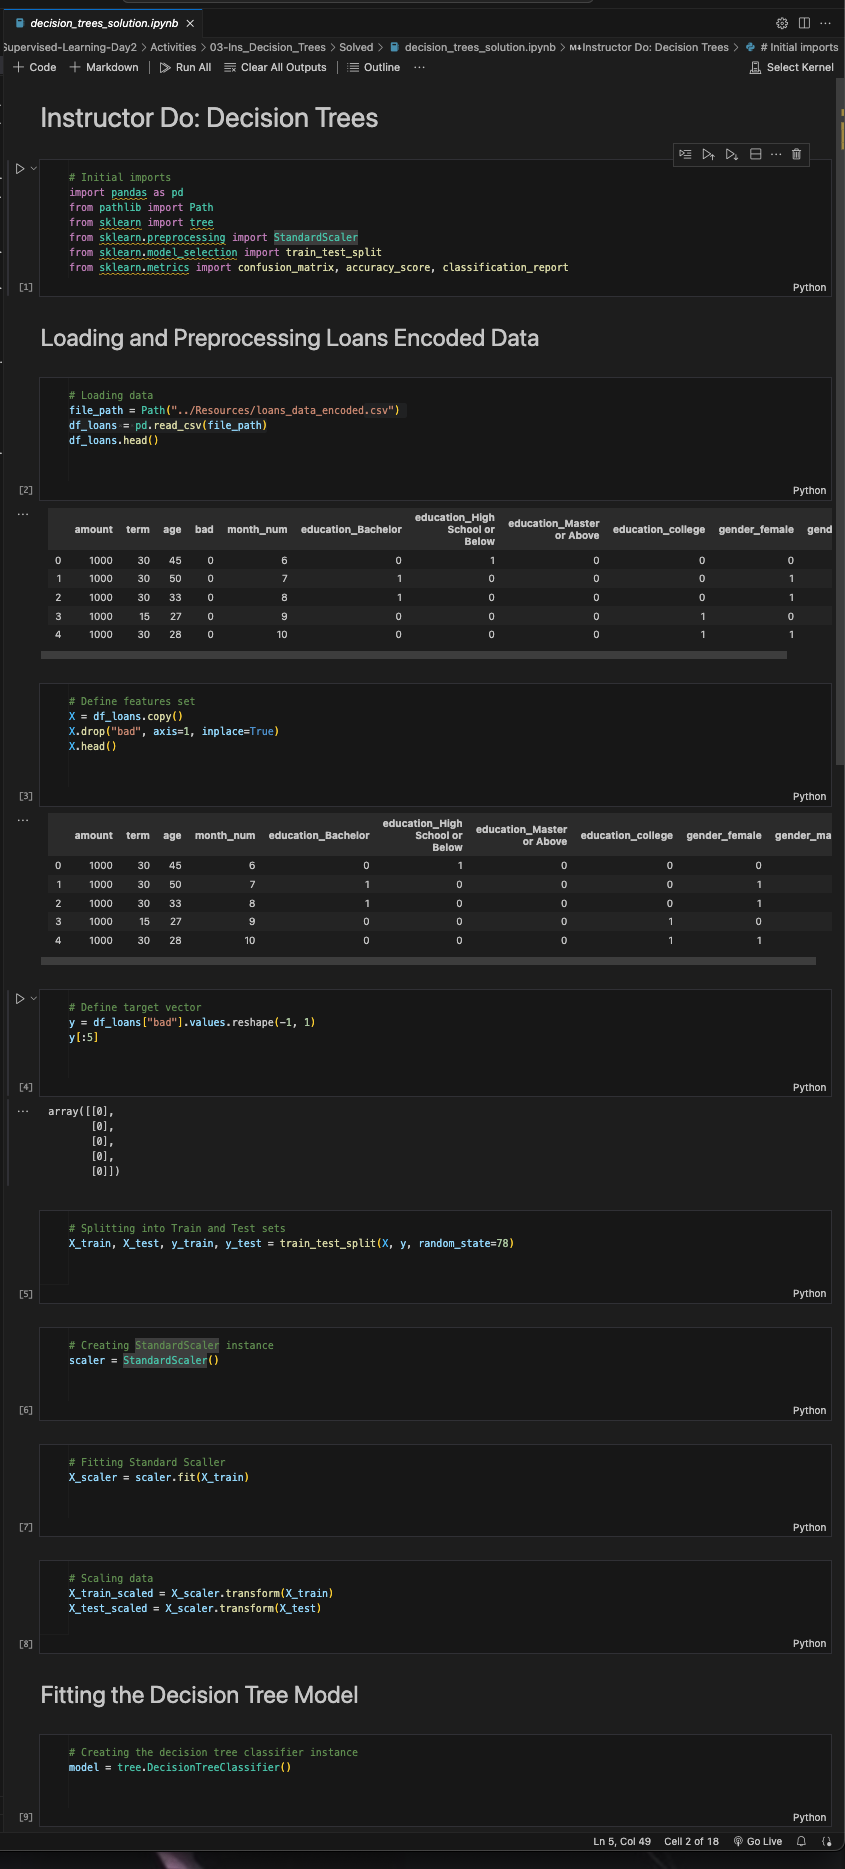 decision_trees_solution.ipynb
Supervised-Learning-Day2 > Activities > 03-Ins_Decision_Trees > Solved > decision_trees_solution.ipynb > M↓Instructor Do: Decision Trees > # Initial imports
+ Code + Markdown | Run All Clear All Outputs | Outline ··· Select Kernel
Instructor Do: Decision Trees
# Initial imports
import pandas as pd
from pathlib import Path
from sklearn import tree
from sklearn.preprocessing import StandardScaler
from sklearn.model_selection import train_test_split
from sklearn.metrics import confusion_matrix, accuracy_score, classification_report
[1] Python
Loading and Preprocessing Loans Encoded Data
# Loading data
file_path = Path("../Resources/loans_data_encoded.csv")
df_loans = pd.read_csv(file_path)
df_loans.head()
[2] Python
···
amount term age bad month_num education_Bachelor education_High School or Below education_Master or Above education_college gender_female gend
0 1000 30 45 0 6 0 1 0 0 0
1 1000 30 50 0 7 1 0 0 0 1
2 1000 30 33 0 8 1 0 0 0 1
3 1000 15 27 0 9 0 0 0 1 0
4 1000 30 28 0 10 0 0 0 1 1
# Define features set
X = df_loans.copy()
X.drop("bad", axis=1, inplace=True)
X.head()
[3] Python
···
amount term age month_num education_Bachelor education_High School or Below education_Master or Above education_college gender_female gender_ma
0 1000 30 45 6 0 1 0 0 0
1 1000 30 50 7 1 0 0 0 1
2 1000 30 33 8 1 0 0 0 1
3 1000 15 27 9 0 0 0 1 0
4 1000 30 28 10 0 0 0 1 1
# Define target vector
y = df_loans["bad"].values.reshape(-1, 1)
y[:5]
[4] Python
··· array([[0],
[0],
[0],
[0],
[0]])
# Splitting into Train and Test sets
X_train, X_test, y_train, y_test = train_test_split(X, y, random_state=78)
[5] Python
# Creating StandardScaler instance
scaler = StandardScaler()
[6] Python
# Fitting Standard Scaller
X_scaler = scaler.fit(X_train)
[7] Python
# Scaling data
X_train_scaled = X_scaler.transform(X_train)
X_test_scaled = X_scaler.transform(X_test)
[8] Python
Fitting the Decision Tree Model
# Creating the decision tree classifier instance
model = tree.DecisionTreeClassifier()
[9] Python
Ln 5, Col 49 Cell 2 of 18 Go Live